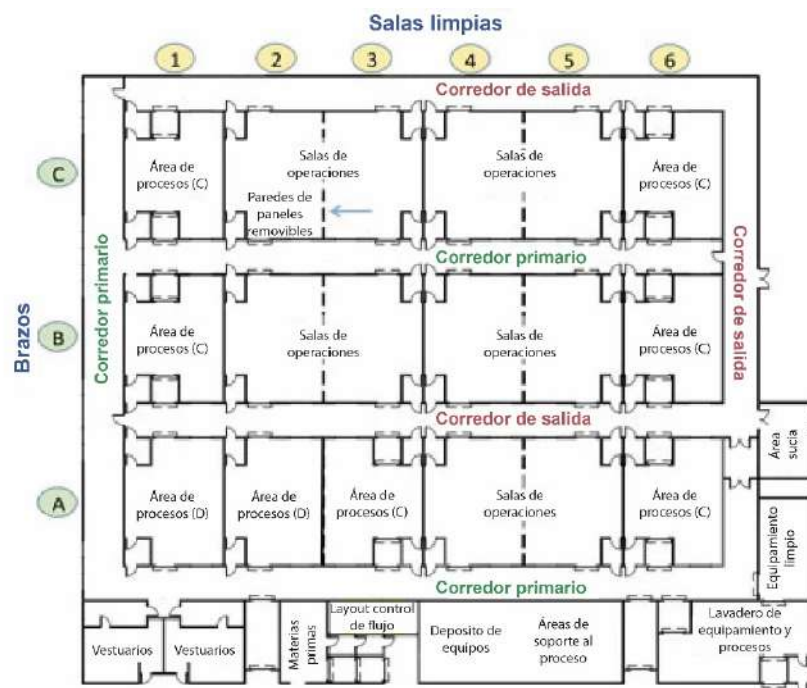 Salas limpias
1
2
3
4
5
6
Corredor de salida
C
Área de
procesos (C)
Salas de
operaciones
Paredes de
paneles
removibles
Salas de
operaciones
Área de
procesos (C)
Corredor primario
Corredor primario
Corredor de salida
Brazos
B
Área de
procesos (C)
Salas de
operaciones
Salas de
operaciones
Área de
procesos (C)
Corredor de salida
A
Área de
procesos (D)
Área de
procesos (D)
Área de
procesos (C)
Salas de
operaciones
Área de
procesos (C)
Área
sucia
Equipamiento
limpio
Corredor primario
Vestuarios
Vestuarios
Materias
primas
Layout control
de flujo
Deposito de
equipos
Áreas de
soporte al
proceso
Lavadero de
equipamiento y
procesos